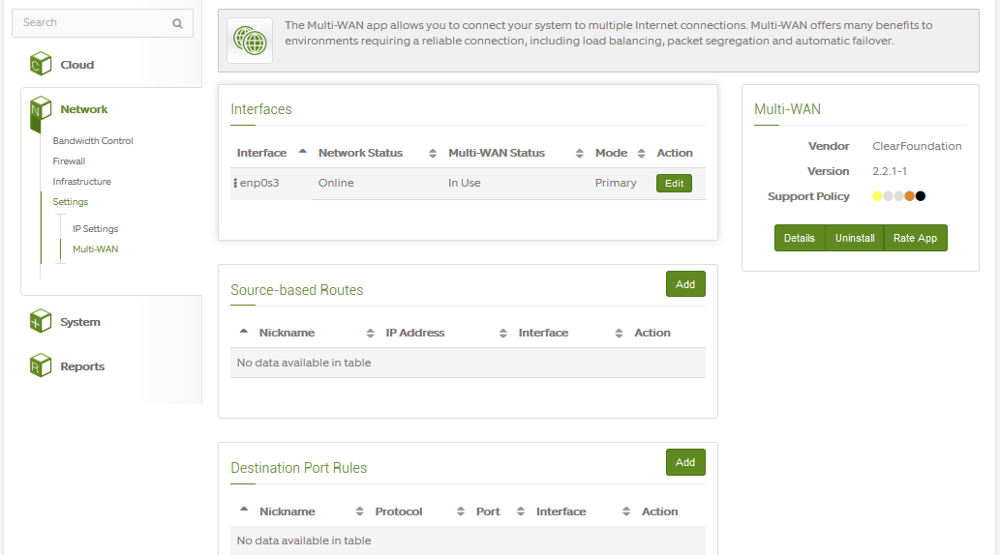 Search
Cloud
Network
Bandwidth Control
Firewall
Infrastructure
Settings
IP Settings
Multi-WAN
System
Reports
The Multi-WAN app allows you to connect your system to multiple Internet connections. Multi-WAN offers many benefits to
environments requiring a reliable connection, including load balancing, packet segregation and automatic failover.
Interfaces
Interface Network Status Multi-WAN Status Mode Action
enp0s3 Online In Use Primary Edit
Source-based Routes Add
Nickname IP Address Interface Action
No data available in table
Destination Port Rules Add
Nickname Protocol Port Interface Action
No data available in table
Multi-WAN
Vendor ClearFoundation
Version 2.2.1-1
Support Policy
Details Uninstall Rate App